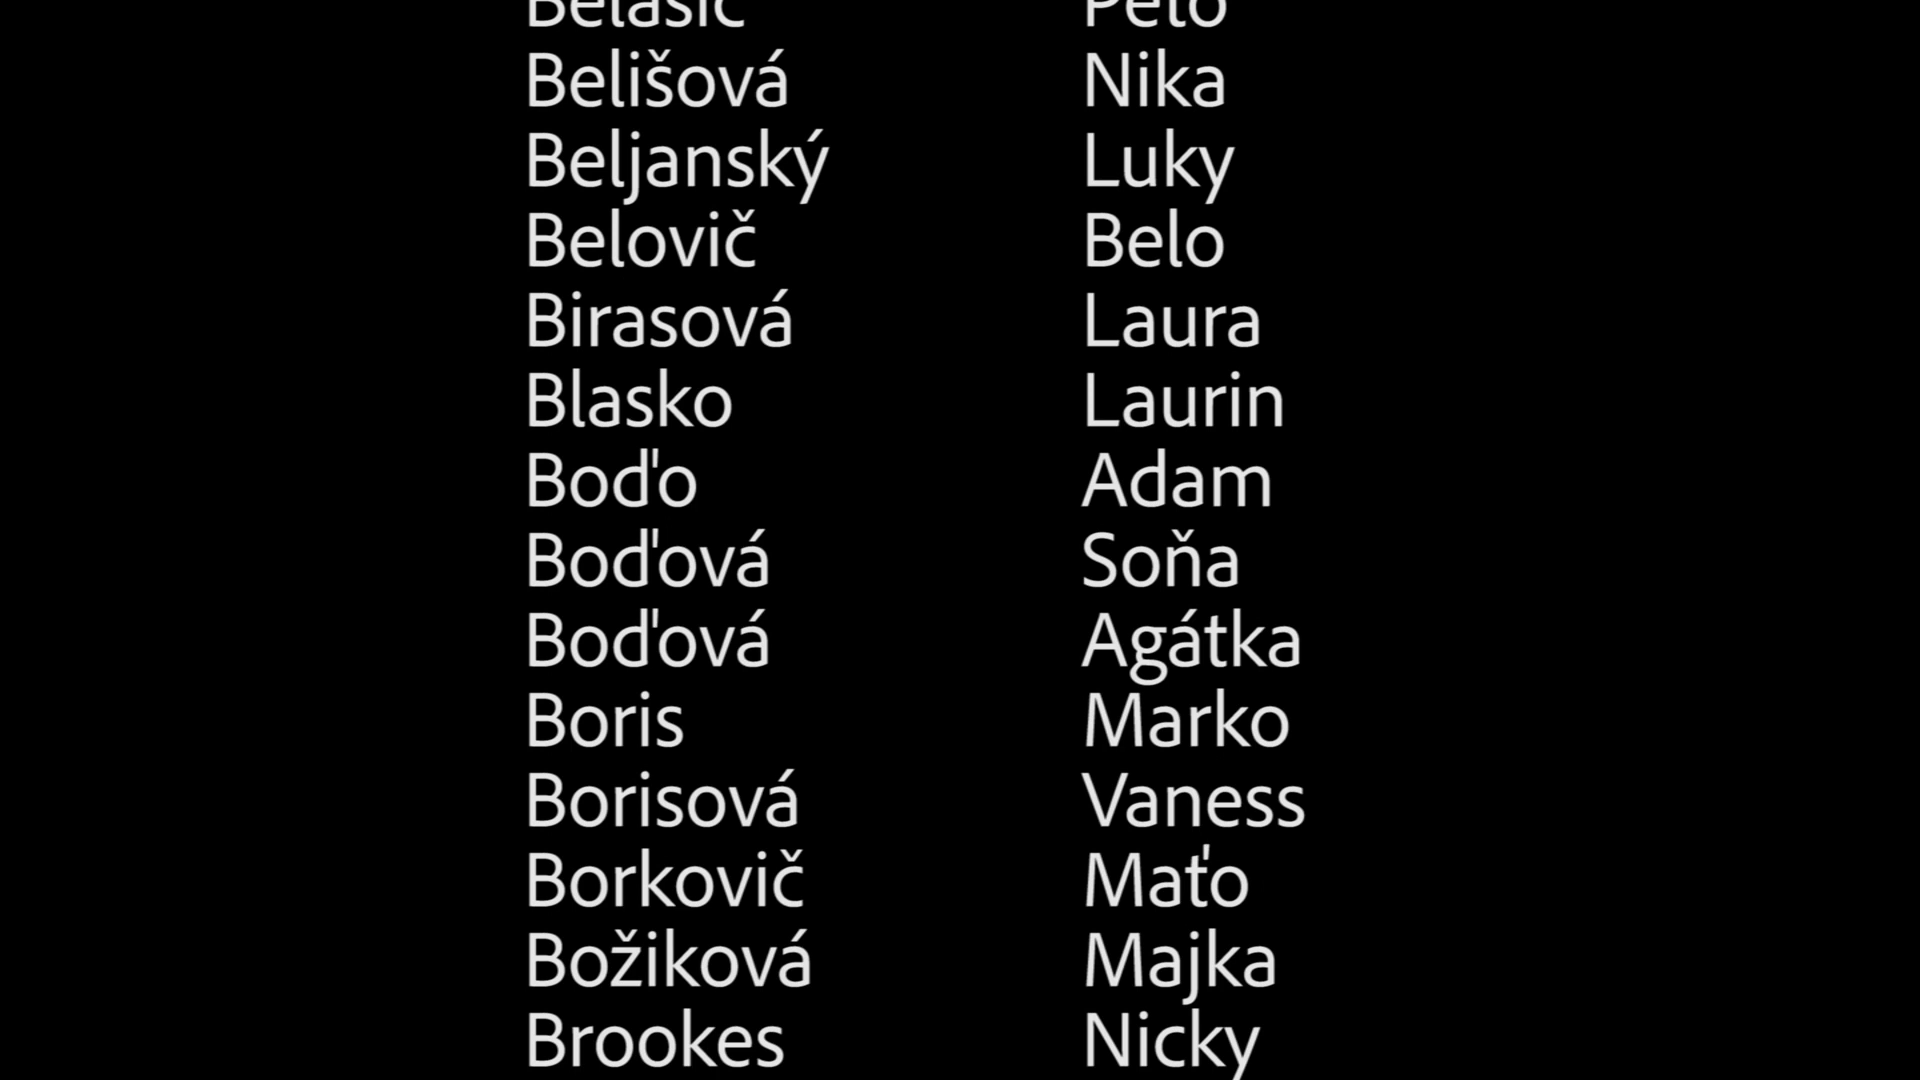 Belišová Nika
Beljanský Luky
Belovič Belo
Birasová Laura
Blasko Laurin
Boďo Adam
Boďová Soňa
Boďová Agátka
Boris Marko
Borisová Vaness
Borkovič Maťo
Božiková Majka
Brookes Nicky